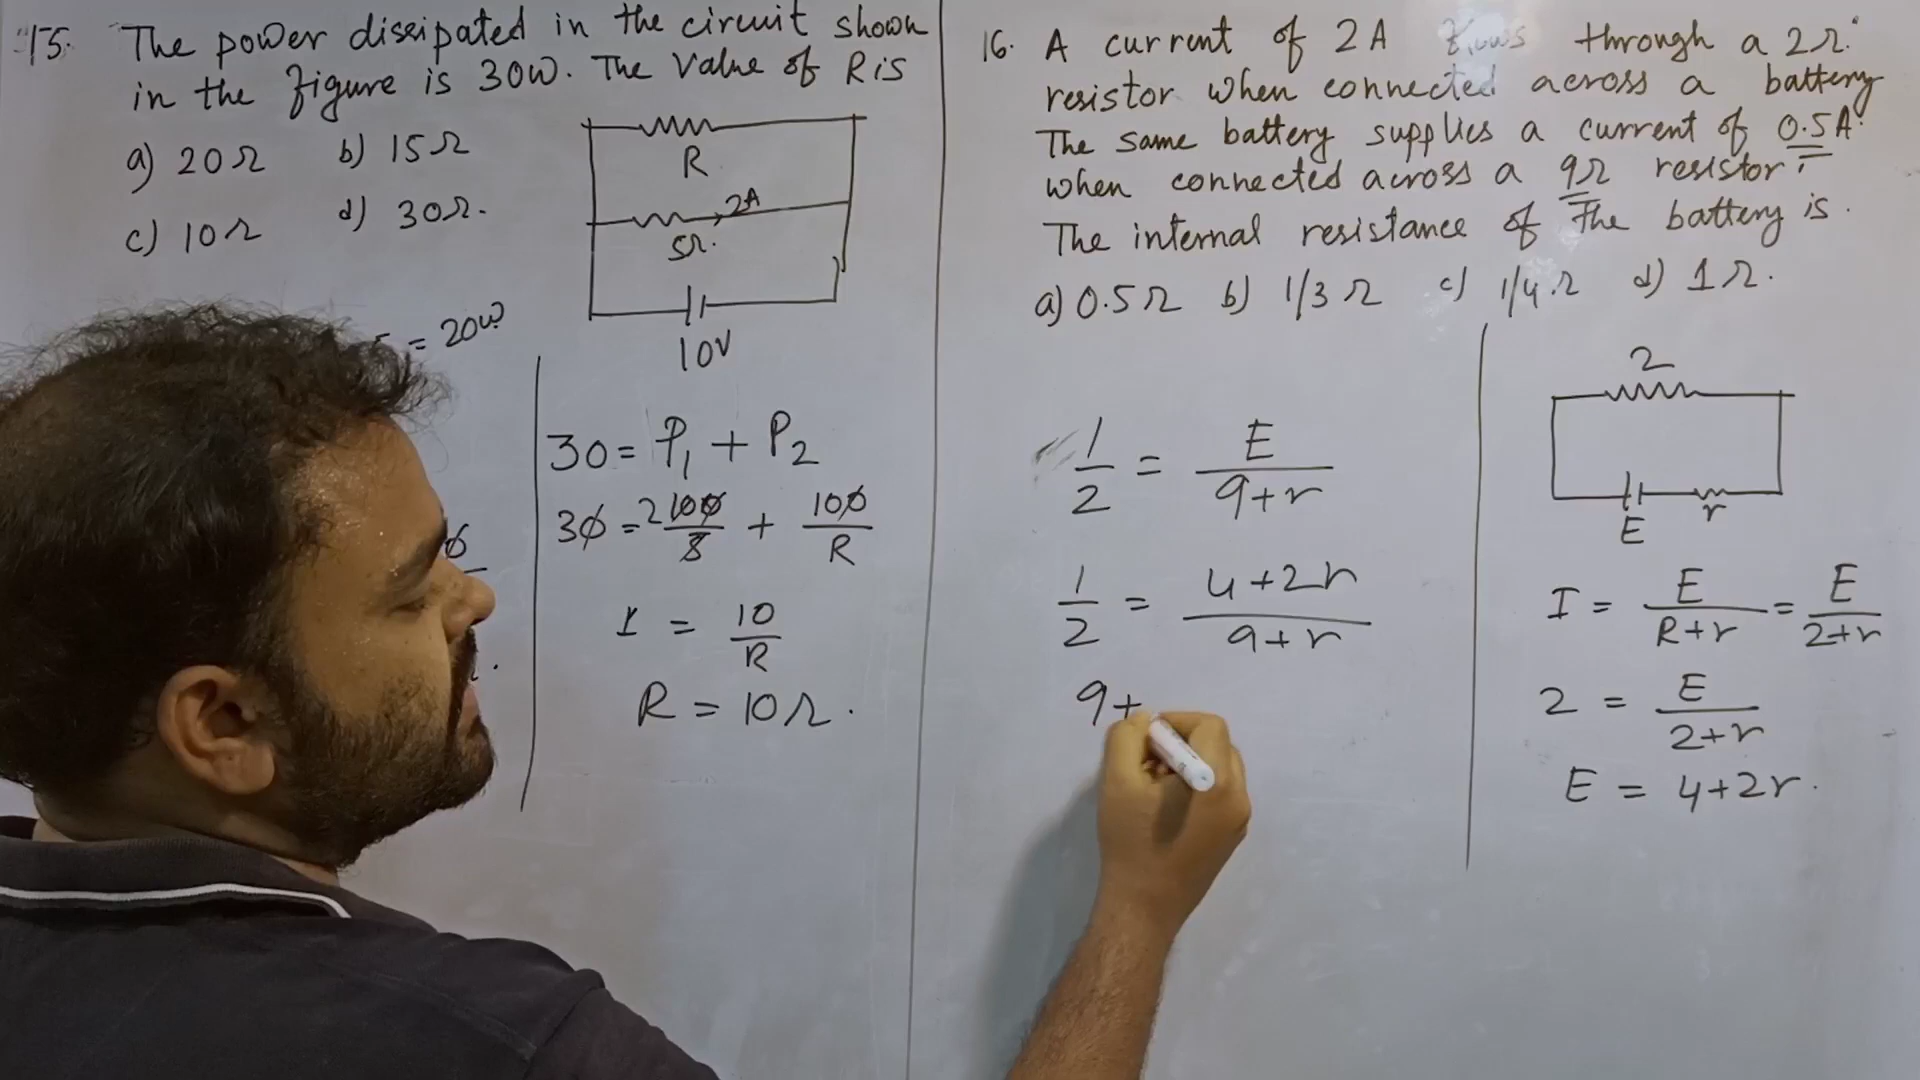 15. The power dissipated in the circuit shown
in the figure is 30W. The value of R is
a) 20Ω b) 15Ω
c) 10Ω d) 30Ω.
R
2A
5Ω.
10V
= 20W
30 = P₁ + P₂
30 = 2 100/5 + 100/R
1 = 10/R
R = 10Ω.
16. A current of 2A flows through a 2Ω.
resistor when connected across a battery
The same battery supplies a current of 0.5A
when connected across a 9Ω resistor.
The internal resistance of the battery is.
a) 0.5Ω b) 1/3Ω c) 1/4Ω d) 1Ω.
1/2 = E/9+r
1/2 = 4+2r/9+r
9+
2
E r
I = E/R+r = E/2+r
2 = E/2+r
E = 4+2r.